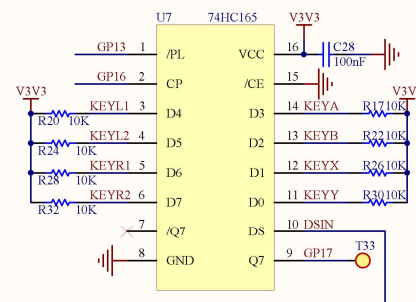 U7 74HC165
V3V3
GP13 1 /PL VCC 16 C28
100nF
GP16 2 CP /CE 15
V3V3 V3V
KEYL1 3 D4 D3 14 KEYA R17 10K
R20 10K
KEYL2 4 D5 D2 13 KEYB R22 10K
R24 10K
KEYR1 5 D6 D1 12 KEYX R26 10K
R28 10K
KEYR2 6 D7 D0 11 KEYY R30 10K
R32 10K
7 /Q7 DS 10 DSIN
8 GND Q7 9 GP17 T33